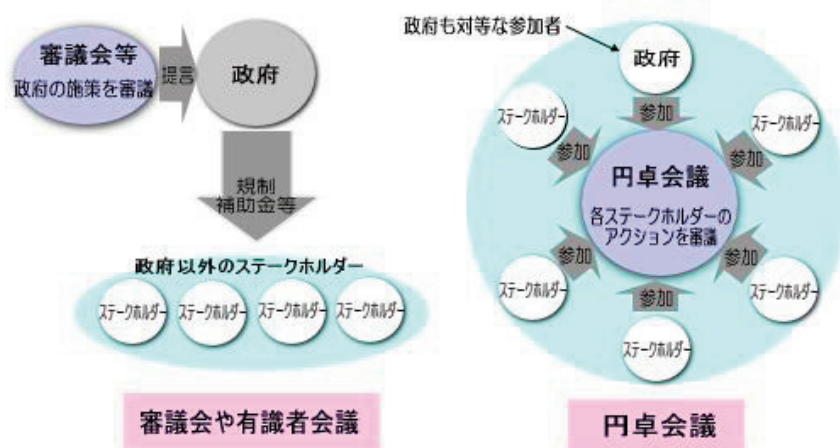 審議会等
政府の施策を審議
提言
政府
規制
補助金等
政府以外のステークホルダー
ステークホルダー
ステークホルダー
ステークホルダー
ステークホルダー
審議会や有識者会議
政府も対等な参加者
政府
参加
ステークホルダー
参加
ステークホルダー
参加
円卓会議
各ステークホルダーの
アクションを審議
ステークホルダー
参加
ステークホルダー
参加
参加
ステークホルダー
円卓会議